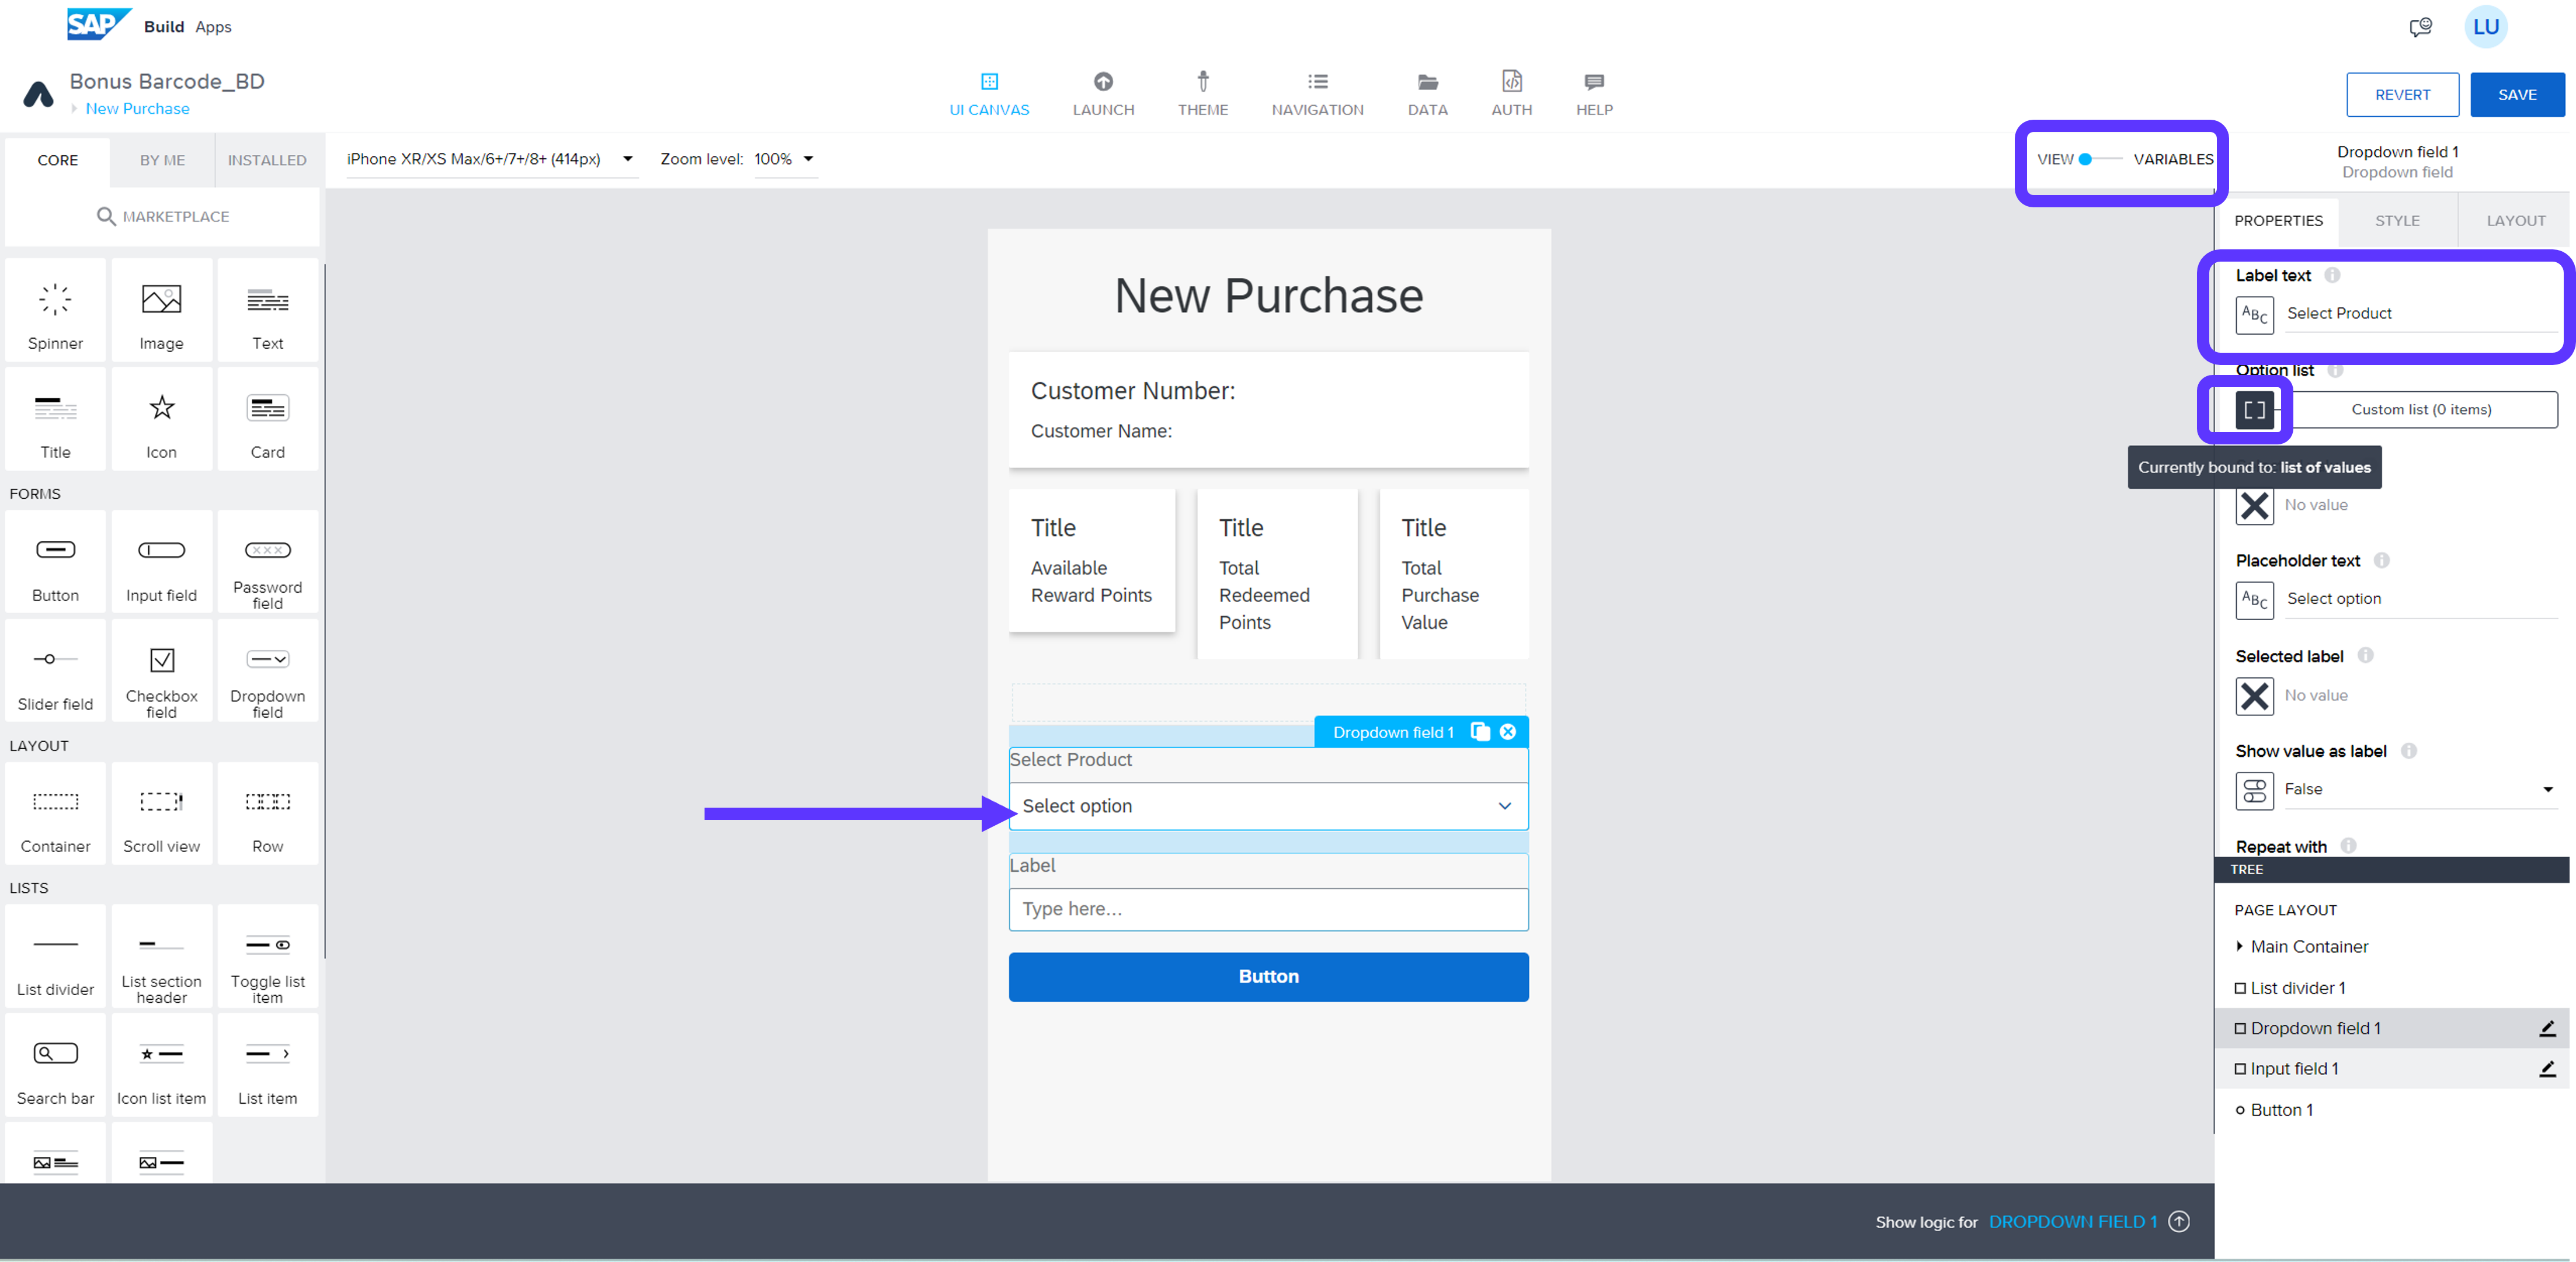 SAP Build Apps
LU
Bonus Barcode_BD
New Purchase
UI CANVAS
LAUNCH
THEME
NAVIGATION
DATA
AUTH
HELP
REVERT
SAVE
CORE
BY ME
INSTALLED
MARKETPLACE
iPhone XR/XS Max/6+/7+/8+ (414px)
Zoom level: 100%
VIEW
VARIABLES
Dropdown field 1
Dropdown field
Spinner
Image
Text
Title
Icon
Card
FORMS
Button
Input field
Password
field
Slider field
Checkbox
field
Dropdown
field
LAYOUT
Container
Scroll view
Row
LISTS
List divider
List section
header
Toggle list
item
Search bar
Icon list item
List item
New Purchase
Customer Number:
Customer Name:
Title
Available
Reward Points
Title
Total
Redeemed
Points
Title
Total
Purchase
Value
Dropdown field 1
Select Product
Select option
Label
Type here...
Button
PROPERTIES
STYLE
LAYOUT
Label text
ABC
Select Product
Option list
Custom list (0 items)
Currently bound to: list of values
No value
Placeholder text
ABC
Select option
Selected label
No value
Show value as label
False
Repeat with
TREE
PAGE LAYOUT
Main Container
List divider 1
Dropdown field 1
Input field 1
Button 1
Show logic for DROPDOWN FIELD 1